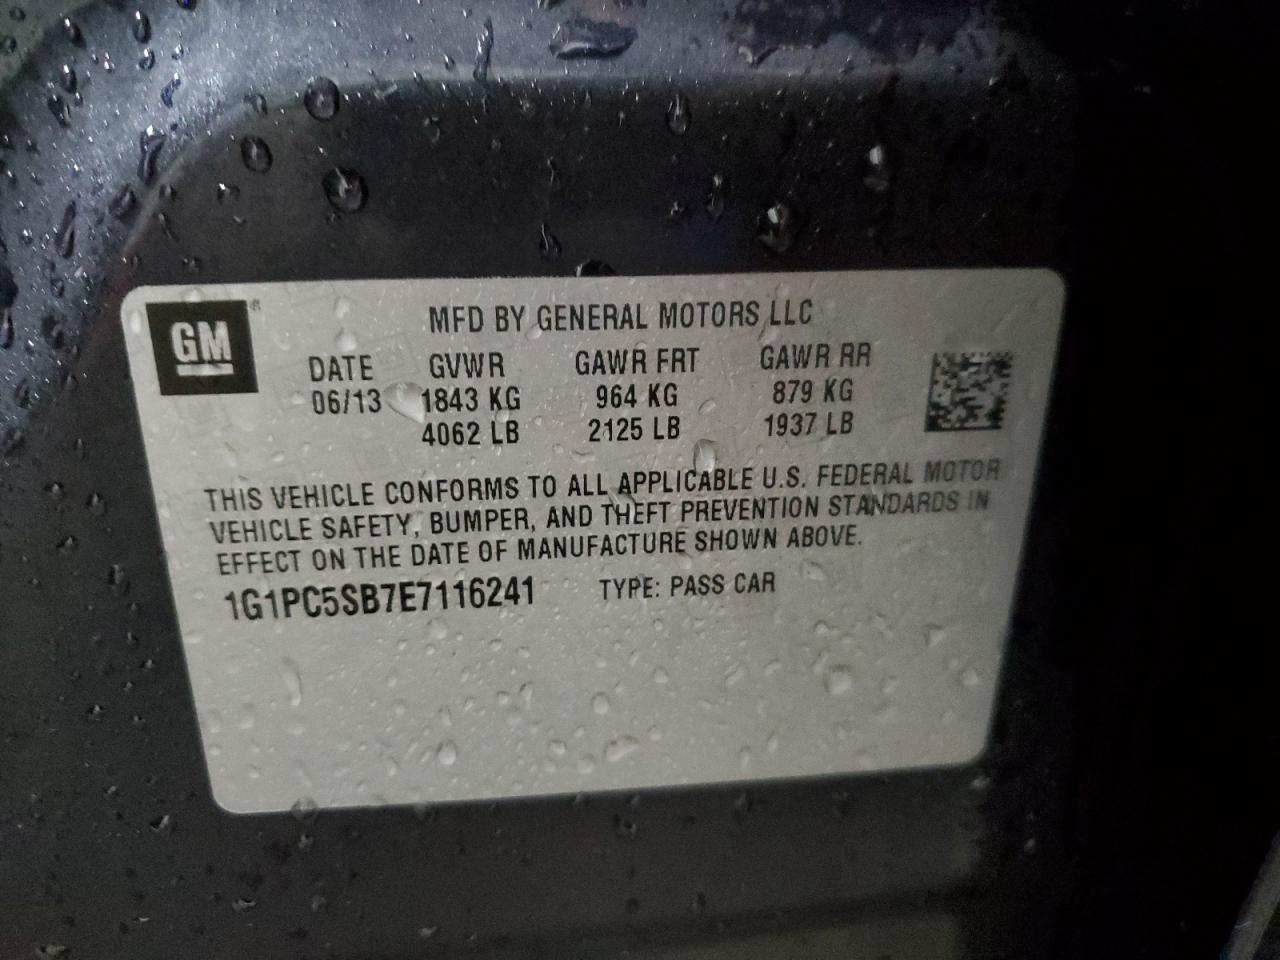 GM ®
MFD BY GENERAL MOTORS LLC
DATE GVWR GAWR FRT GAWR RR
06/13 1843 KG 964 KG 879 KG
4062 LB 2125 LB 1937 LB
THIS VEHICLE CONFORMS TO ALL APPLICABLE U.S. FEDERAL MOTOR
VEHICLE SAFETY, BUMPER, AND THEFT PREVENTION STANDARDS IN
EFFECT ON THE DATE OF MANUFACTURE SHOWN ABOVE.
1G1PC5SB7E7116241 TYPE: PASS CAR